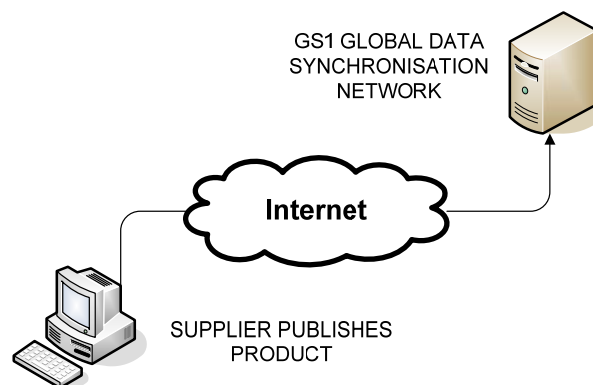 GS1 GLOBAL DATA
SYNCHRONISATION
NETWORK
Internet
SUPPLIER PUBLISHES
PRODUCT